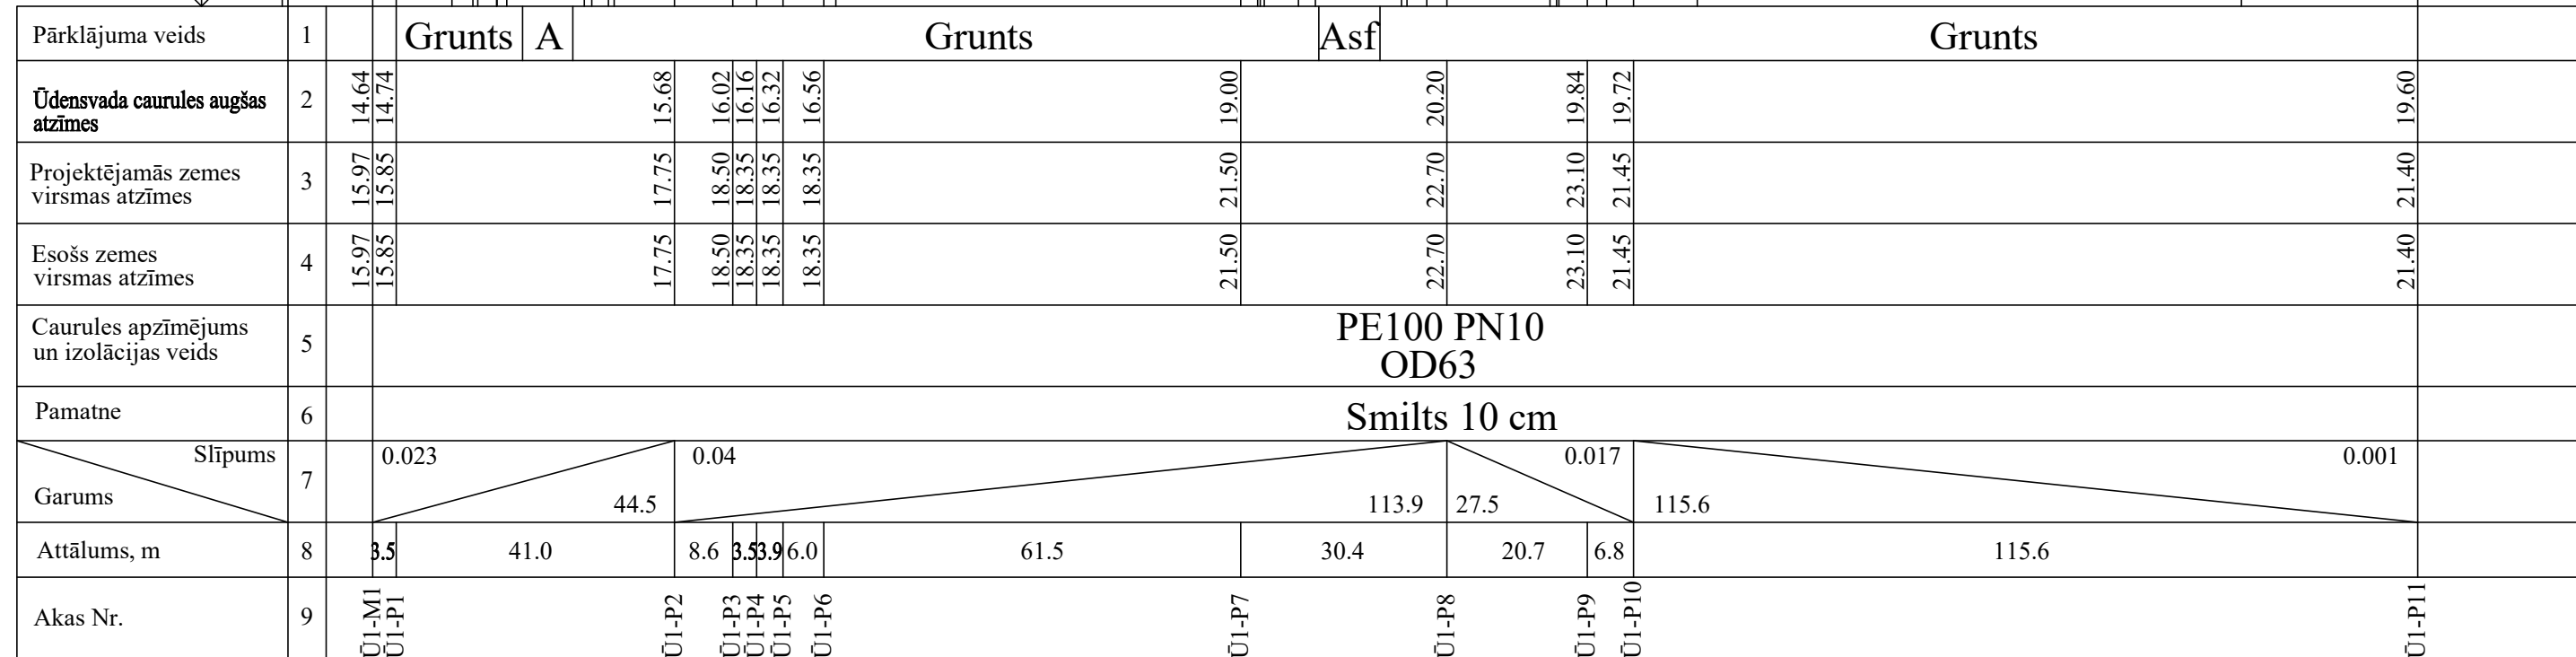 Pārklājuma veids 1 Grunts A Grunts Asf Grunts
Ūdensvada caurules augšas
atzīmes
2 14.64 14.74 15.68 16.02 16.16 16.32 16.56 19.00 20.20 19.84 19.72 19.60
Projektējamās zemes
virsmas atzīmes
3 15.97 15.85 17.75 18.50 18.35 18.35 18.35 21.50 22.70 23.10 21.45 21.40
Esošs zemes
virsmas atzīmes
4 15.97 15.85 17.75 18.50 18.35 18.35 18.35 21.50 22.70 23.10 21.45 21.40
Caurules apzīmējums
un izolācijas veids
5
PE100 PN10
OD63
Pamatne 6 Smilts 10 cm
Slīpums 0.023 0.04 0.017 0.001
7
Garums 44.5 113.9 27.5 115.6
Attālums, m 8 3.5 41.0 8.6 3.5 3.9 6.0 61.5 30.4 20.7 6.8 115.6
Akas Nr. 9 Ū1-M1 Ū1-P1 Ū1-P2 Ū1-P3 Ū1-P4 Ū1-P5 Ū1-P6 Ū1-P7 Ū1-P8 Ū1-P9 Ū1-P10 Ū1-P11